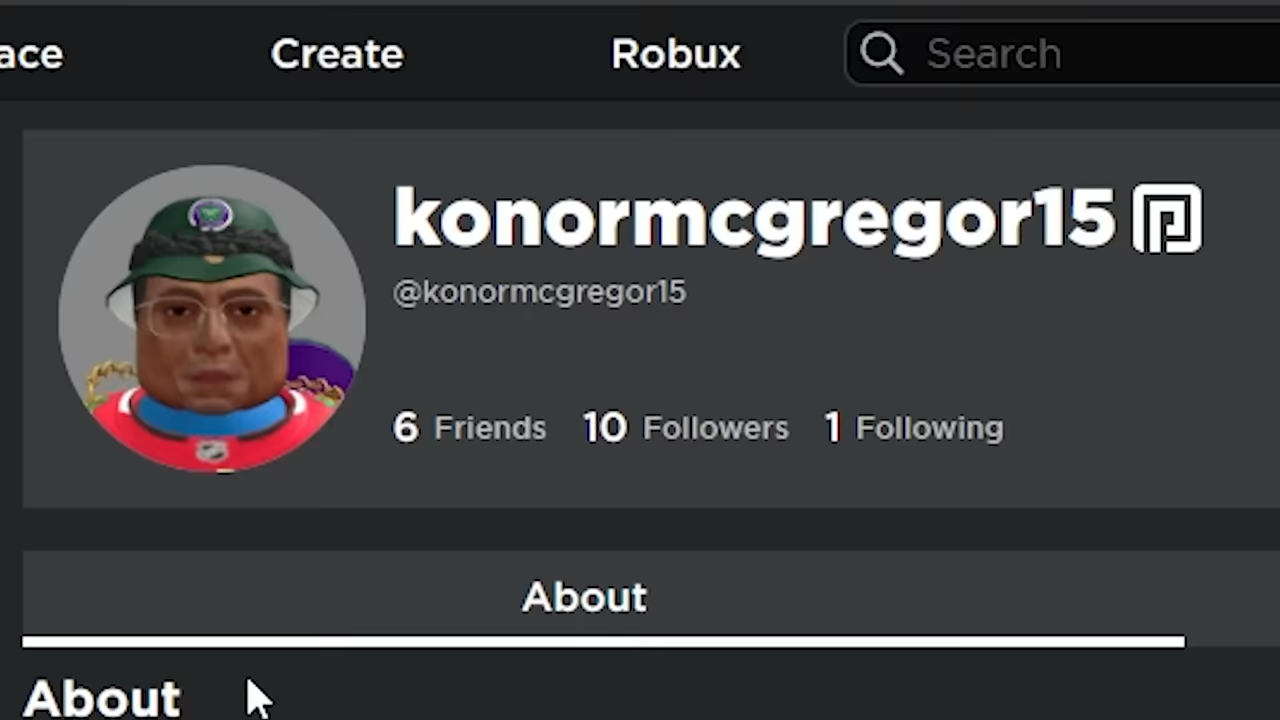 ace Create Robux Search
konormcgregor15
@konormcgregor15
6 Friends 10 Followers 1 Following
About
About